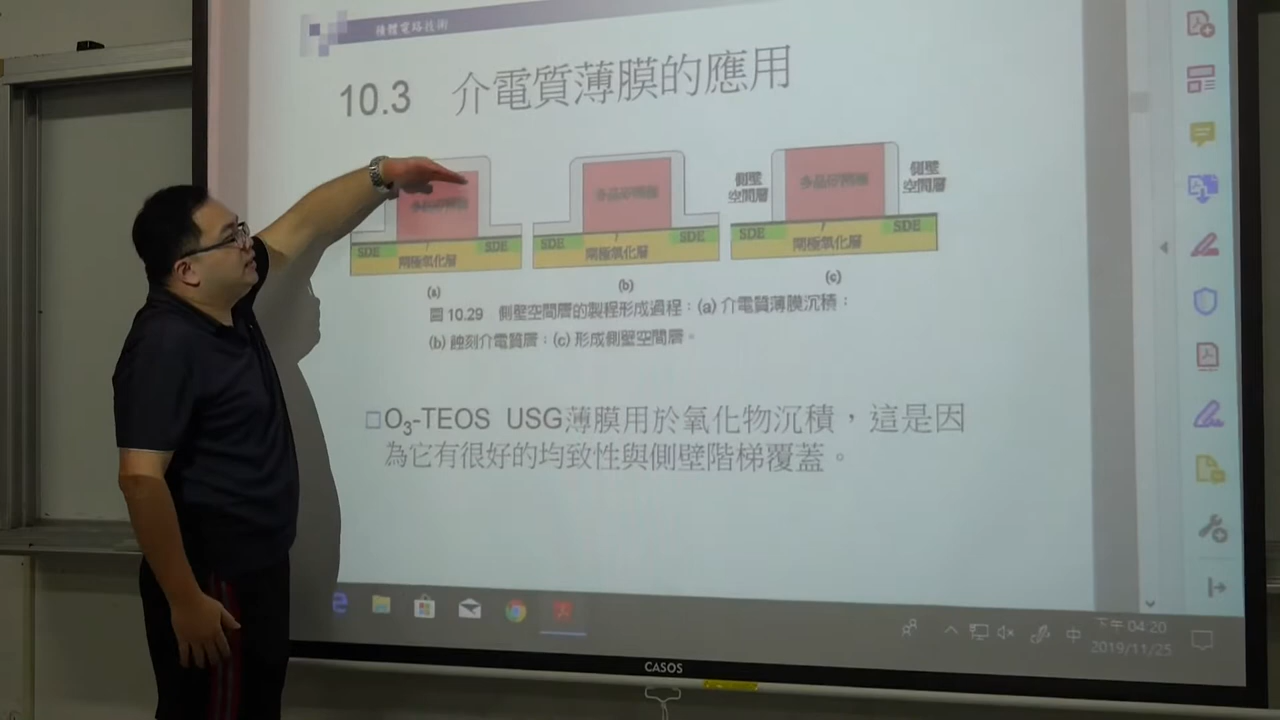 積體電路技術
10.3 介電質薄膜的應用
側壁
空間層
側壁
空間層
多晶矽閘極
多晶矽閘極
SDE
SDE
SDE
SDE
SDE
SDE
閘極氧化層
閘極氧化層
閘極氧化層
(a)
(b)
(c)
圖 10.29 側壁空間層的製程形成過程：(a) 介電質薄膜沉積；
(b) 蝕刻介電質層；(c) 形成側壁空間層。
O3-TEOS USG薄膜用於氧化物沉積，這是因
為它有很好的均致性與側壁階梯覆蓋。
中
下午 04:20
2019/11/25
CASOS